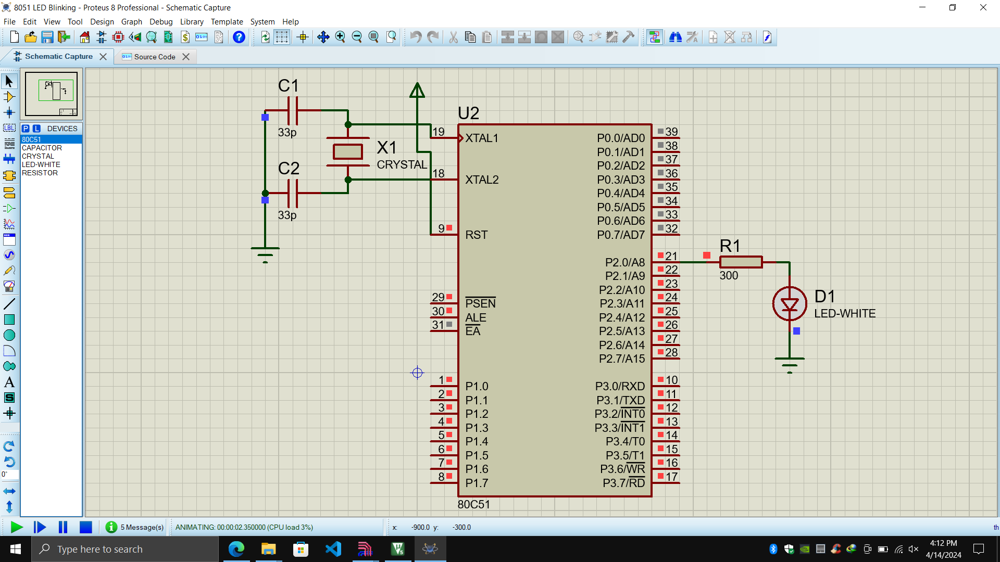 8051 LED Blinking - Proteus 8 Professional - Schematic Capture
File Edit View Tool Design Graph Debug Library Template System Help
Schematic Capture
Source Code
P L DEVICES
80C51
CAPACITOR
CRYSTAL
LED-WHITE
RESISTOR
LBL
A
S
0°
C1
33p
C2
33p
X1
CRYSTAL
U2
19 XTAL1
18 XTAL2
9 RST
29 PSEN
30 ALE
31 EA
1 P1.0
2 P1.1
3 P1.2
4 P1.3
5 P1.4
6 P1.5
7 P1.6
8 P1.7
P0.0/AD0 39
P0.1/AD1 38
P0.2/AD2 37
P0.3/AD3 36
P0.4/AD4 35
P0.5/AD5 34
P0.6/AD6 33
P0.7/AD7 32
P2.0/A8 21
P2.1/A9 22
P2.2/A10 23
P2.3/A11 24
P2.4/A12 25
P2.5/A13 26
P2.6/A14 27
P2.7/A15 28
P3.0/RXD 10
P3.1/TXD 11
P3.2/INT0 12
P3.3/INT1 13
P3.4/T0 14
P3.5/T1 15
P3.6/WR 16
P3.7/RD 17
80C51
R1
300
D1
LED-WHITE
5 Message(s)
ANIMATING: 00:00:02.350000 (CPU load 3%)
x: -900.0 y: -300.0
th
Type here to search
4:12 PM
4/14/2024